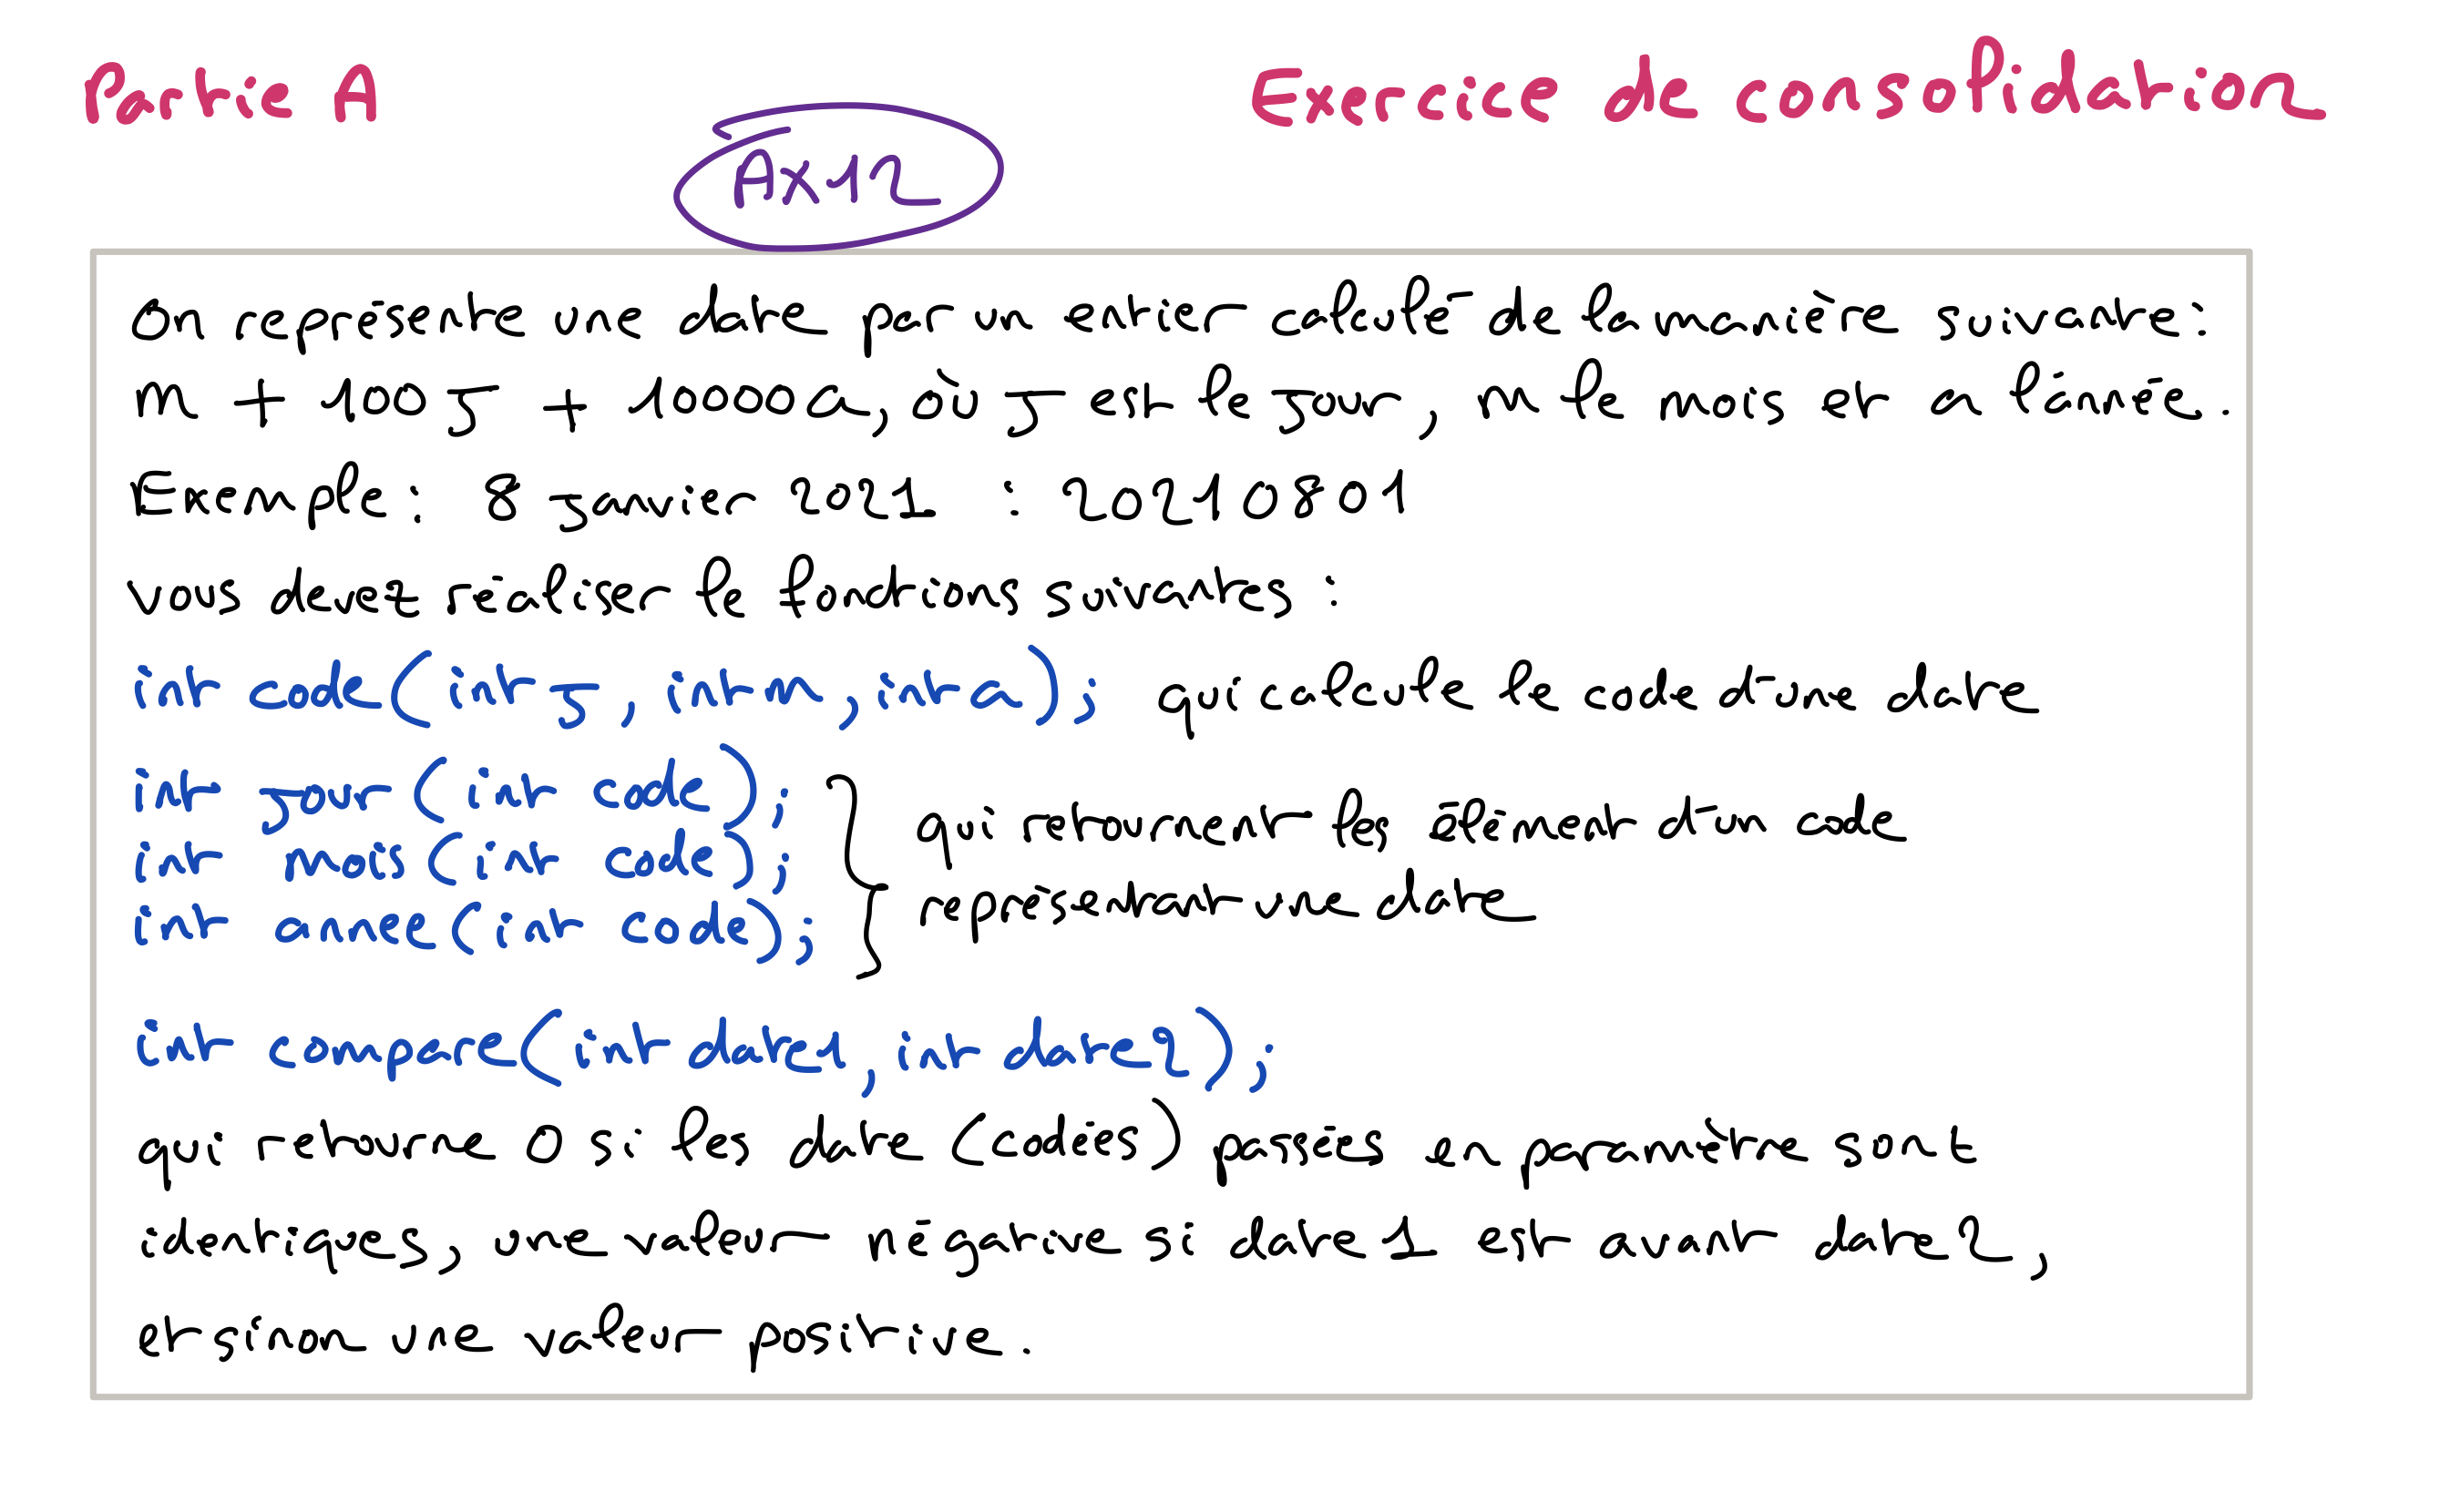 Partie A
Exercice de consolidation
AX12
On représente une date par un entier calculé de la manière suivante :
m + 100 j + 10000 a, où j est le jour, m le mois et a l'année.
Exemple : 8 janvier 2021 : 20210801
vous devez réaliser le fonctions suivantes :
int code(int j, int m, int a); qui calcule le code d'une date
int jour(int code);
int mois(int code);
int annee(int code);
qui retournent les élément d'un code
représentant une date
int compare(int date1, int date2);
qui retourne 0 si les date (codées) passées en paramètre sont
identiques, une valeur négative si date1 est avant date2,
et sinon une valeur positive.